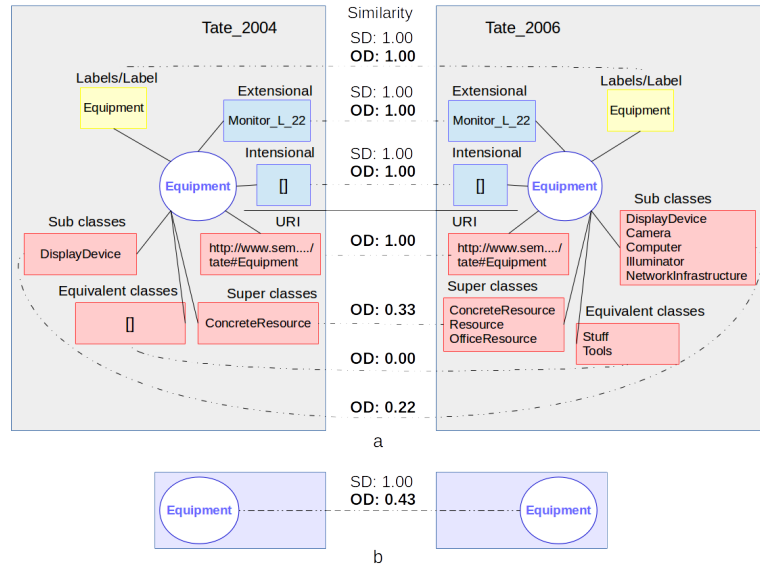 Similarity
Tate_2004
Tate_2006
SD: 1.00
OD: 1.00
Labels/Label
Equipment
Extensional
Monitor_L_22
SD: 1.00
OD: 1.00
Extensional
Monitor_L_22
Labels/Label
Equipment
Intensional
[]
SD: 1.00
OD: 1.00
Intensional
[]
Equipment
Equipment
Sub classes
DisplayDevice
URI
http://www.sem..../
tate#Equipment
OD: 1.00
URI
http://www.sem..../
tate#Equipment
Sub classes
DisplayDevice
Camera
Computer
Illuminator
NetworkInfrastructure
Equivalent classes
[]
Super classes
ConcreteResource
OD: 0.33
Super classes
ConcreteResource
Resource
OfficeResource
Equivalent classes
Stuff
Tools
OD: 0.00
OD: 0.22
a
SD: 1.00
OD: 0.43
Equipment
Equipment
b